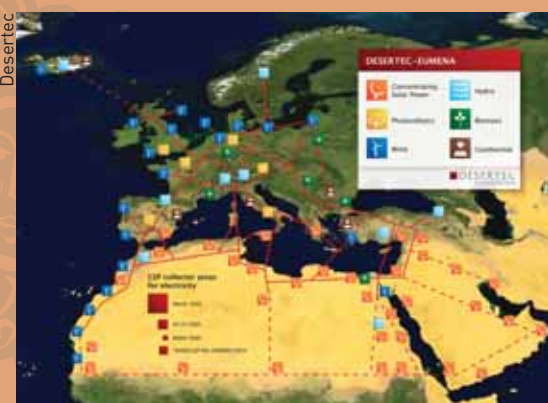 Desertec
DESERTEC-EUMENA
Concentrating
Solar Power
Hydro
Photovoltaics
Biomass
Wind
Geothermal
DESERTEC
CSP collector areas
for electricity